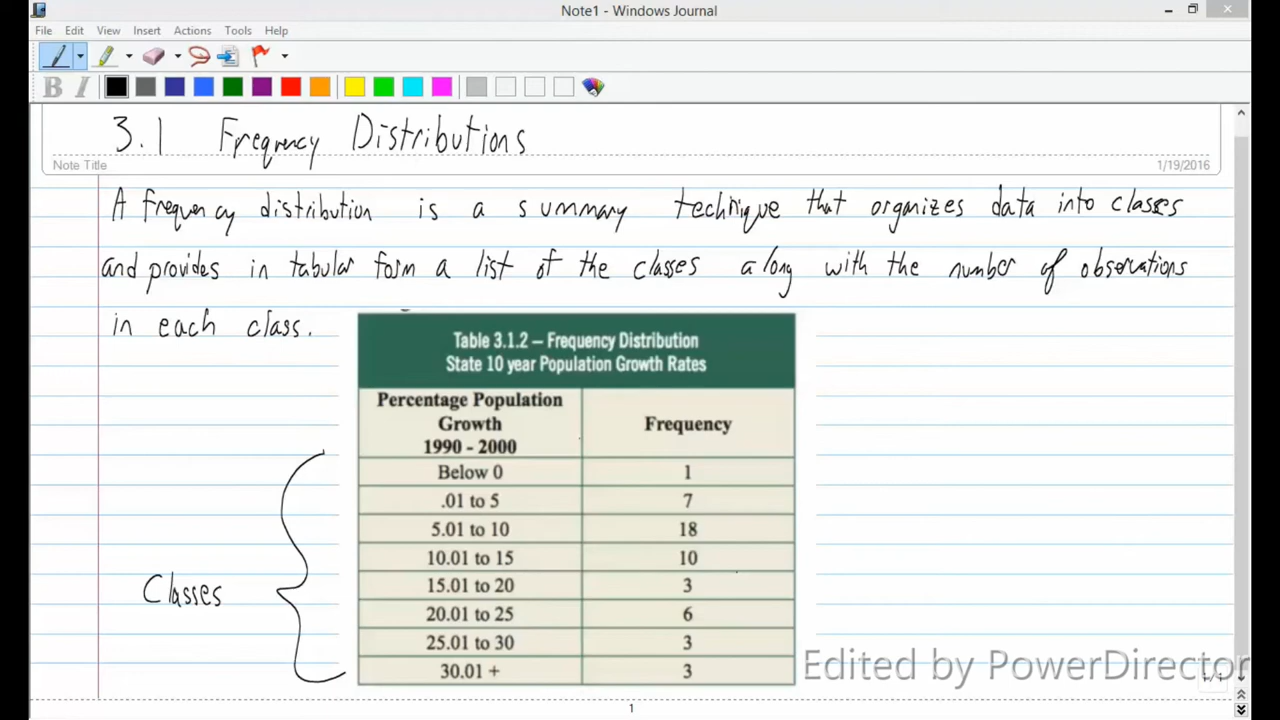 Note1 - Windows Journal
File Edit View Insert Actions Tools Help
B I
3.1 Frequency Distributions
Note Title
1/19/2016
A frequency distribution is a summary technique that organizes data into classes
and provides in tabular form a list of the classes along with the number of observations
in each class.
Table 3.1.2 – Frequency Distribution
State 10 year Population Growth Rates
Percentage Population
Growth
1990 - 2000
Frequency
Below 0 1
.01 to 5 7
5.01 to 10 18
10.01 to 15 10
15.01 to 20 3
20.01 to 25 6
25.01 to 30 3
30.01 + 3
Classes
Edited by PowerDirector
1/1
1